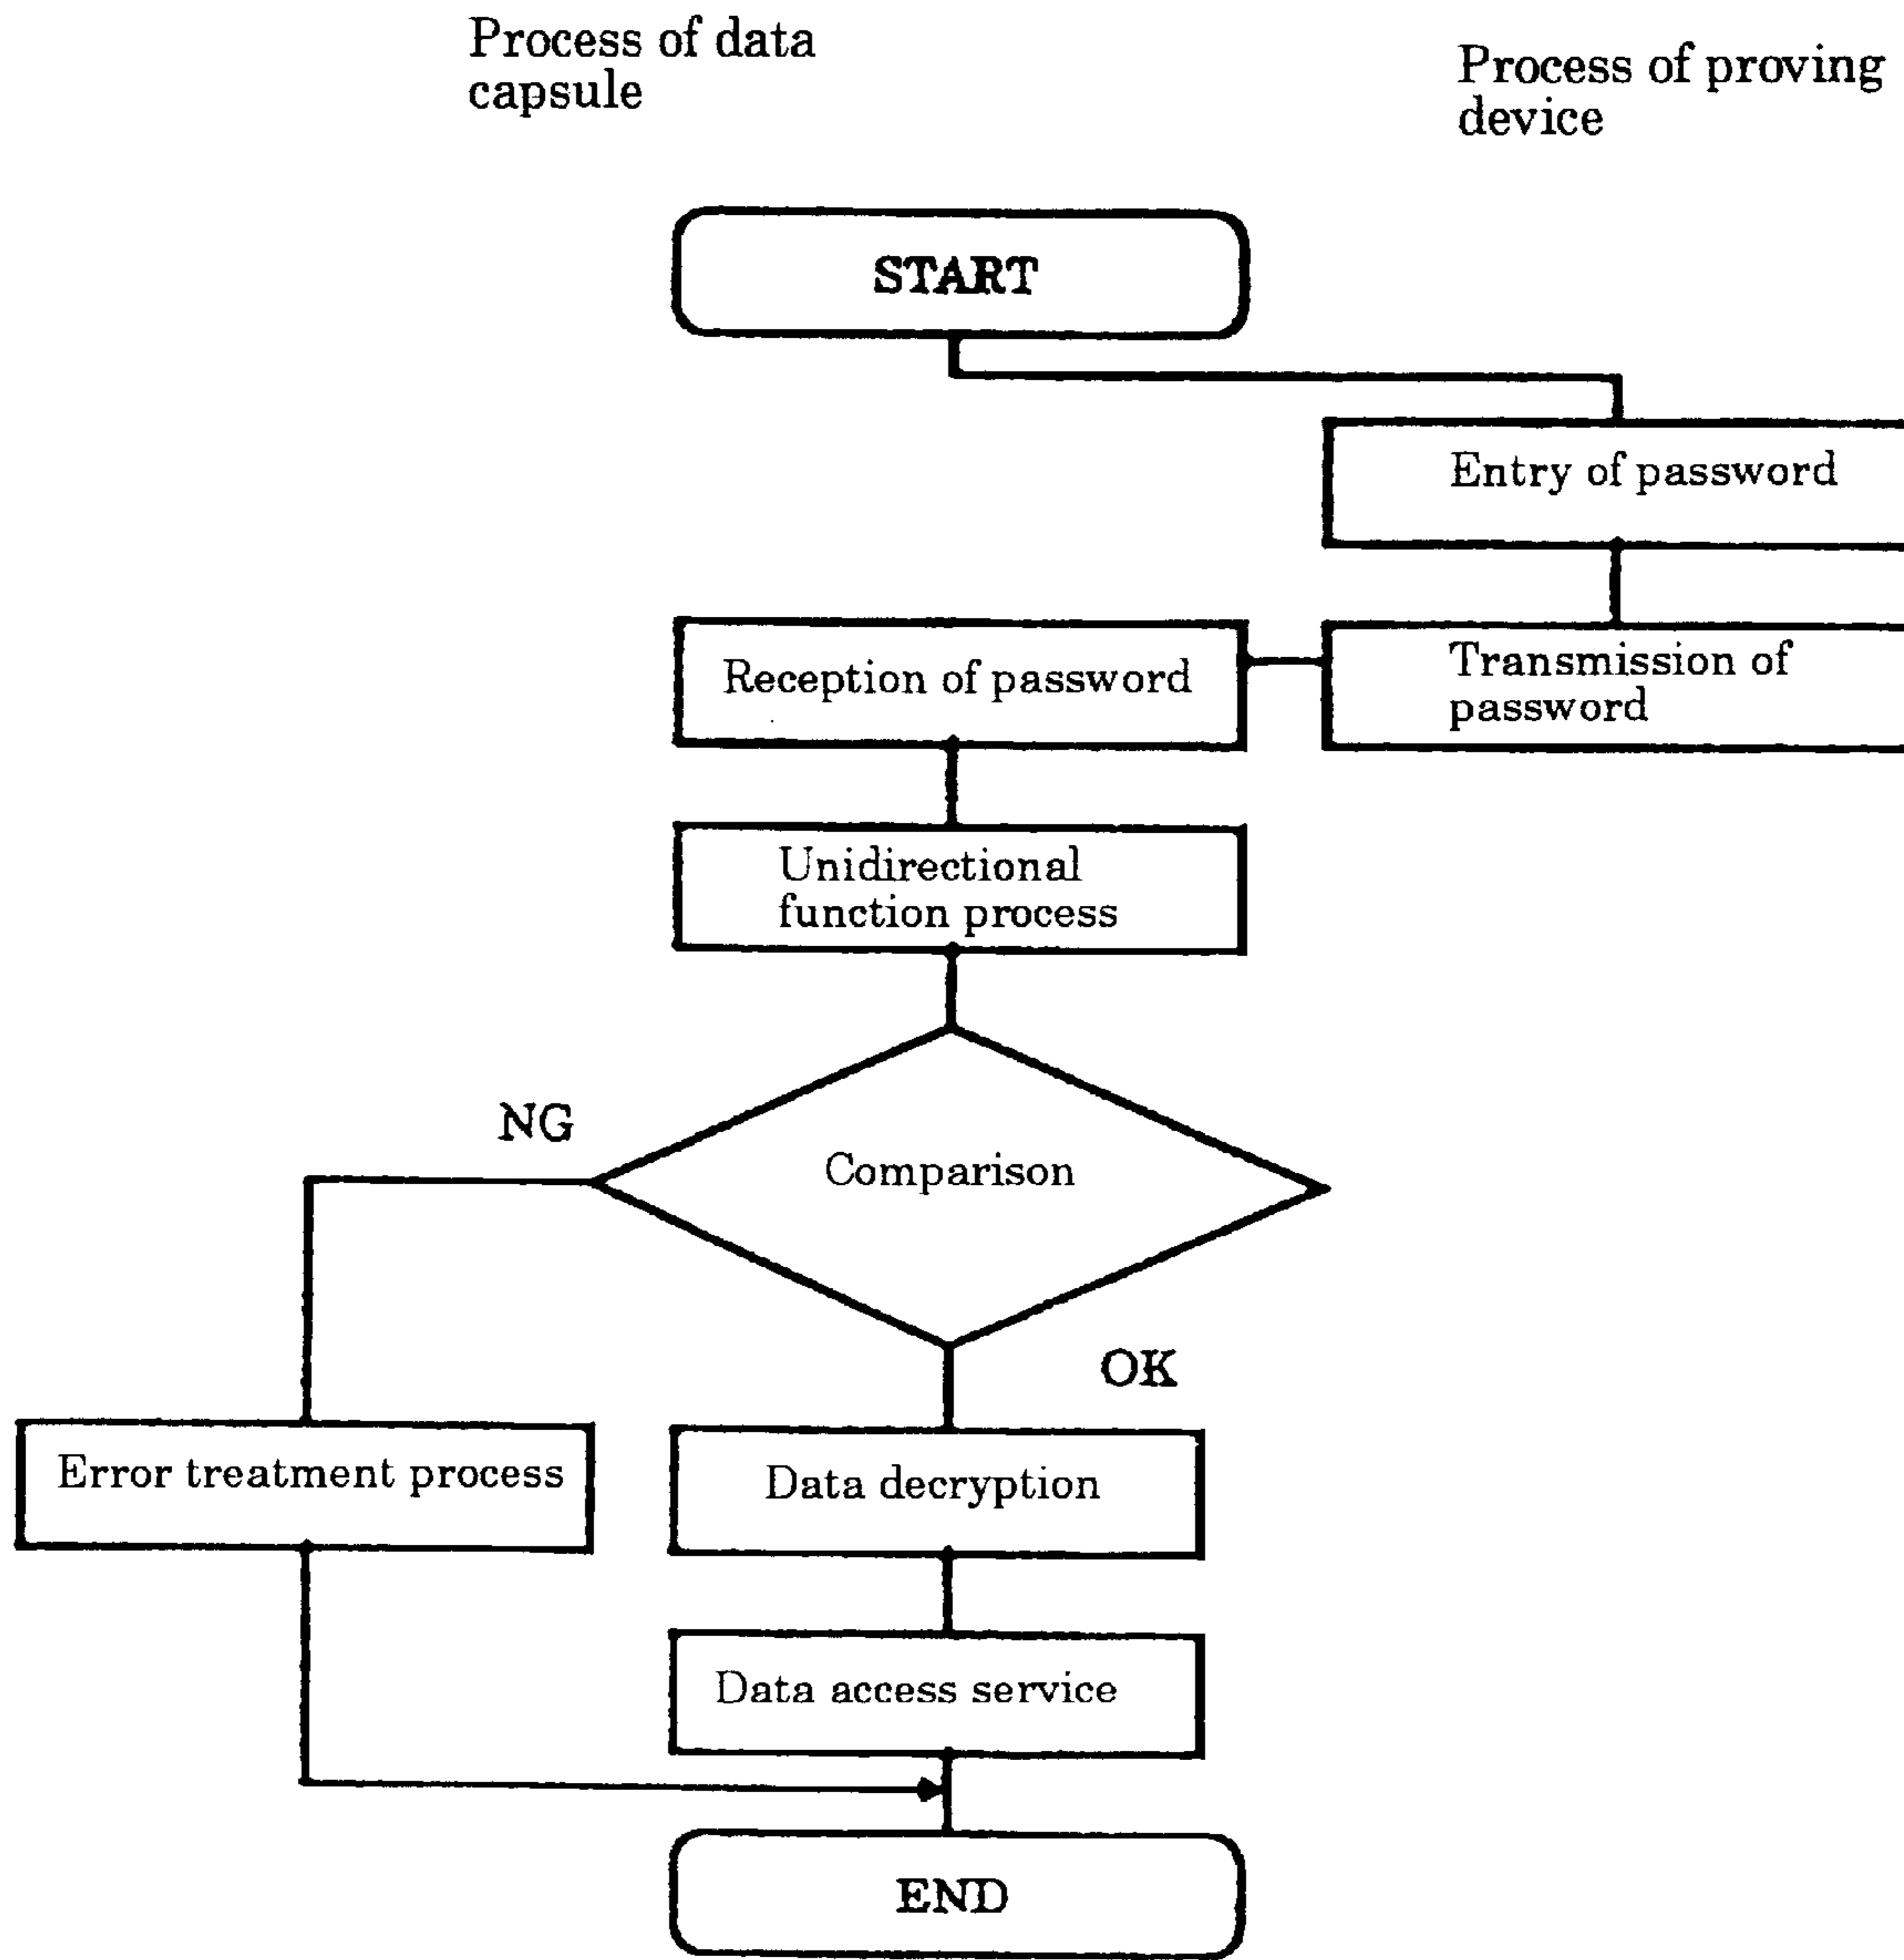 Process of data
capsule
Process of proving
device
START
Entry of password
Reception of password
Transmission of
password
Unidirectional
function process
NG
Comparison
OK
Error treatment process
Data decryption
Data access service
END